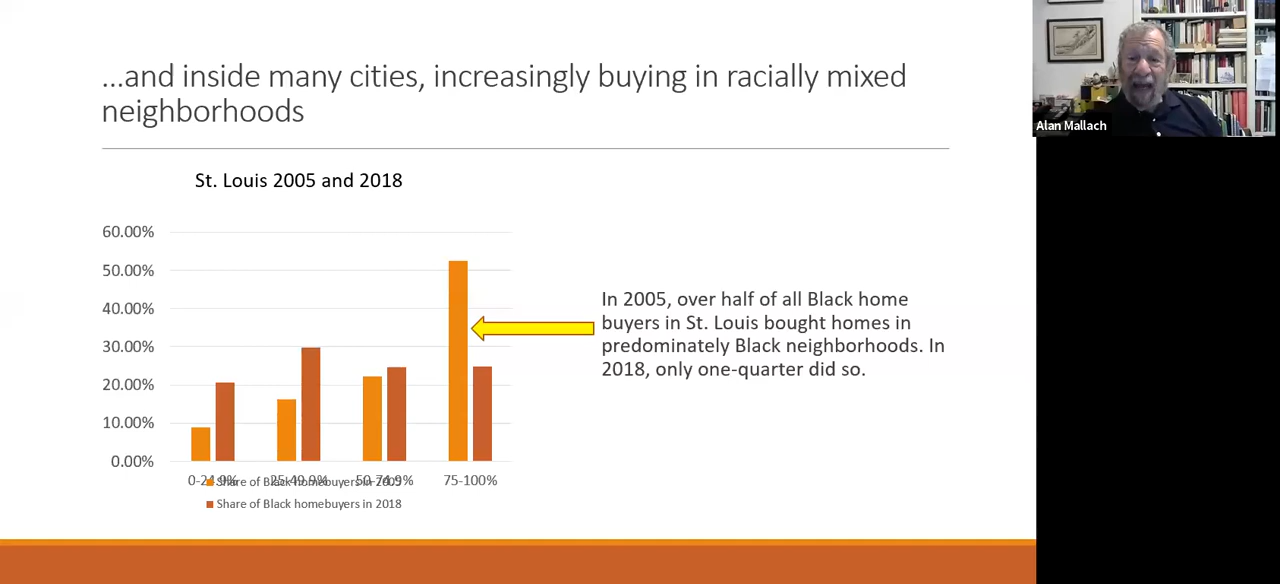 ...and inside many cities, increasingly buying in racially mixed
neighborhoods
St. Louis 2005 and 2018
60.00%
50.00%
40.00%
30.00%
20.00%
10.00%
0.00%
0-24.9% 25-49.9% 50-74.9% 75-100%
Share of Black homebuyers in 2005
Share of Black homebuyers in 2018
In 2005, over half of all Black home
buyers in St. Louis bought homes in
predominately Black neighborhoods. In
2018, only one-quarter did so.
Alan Mallach